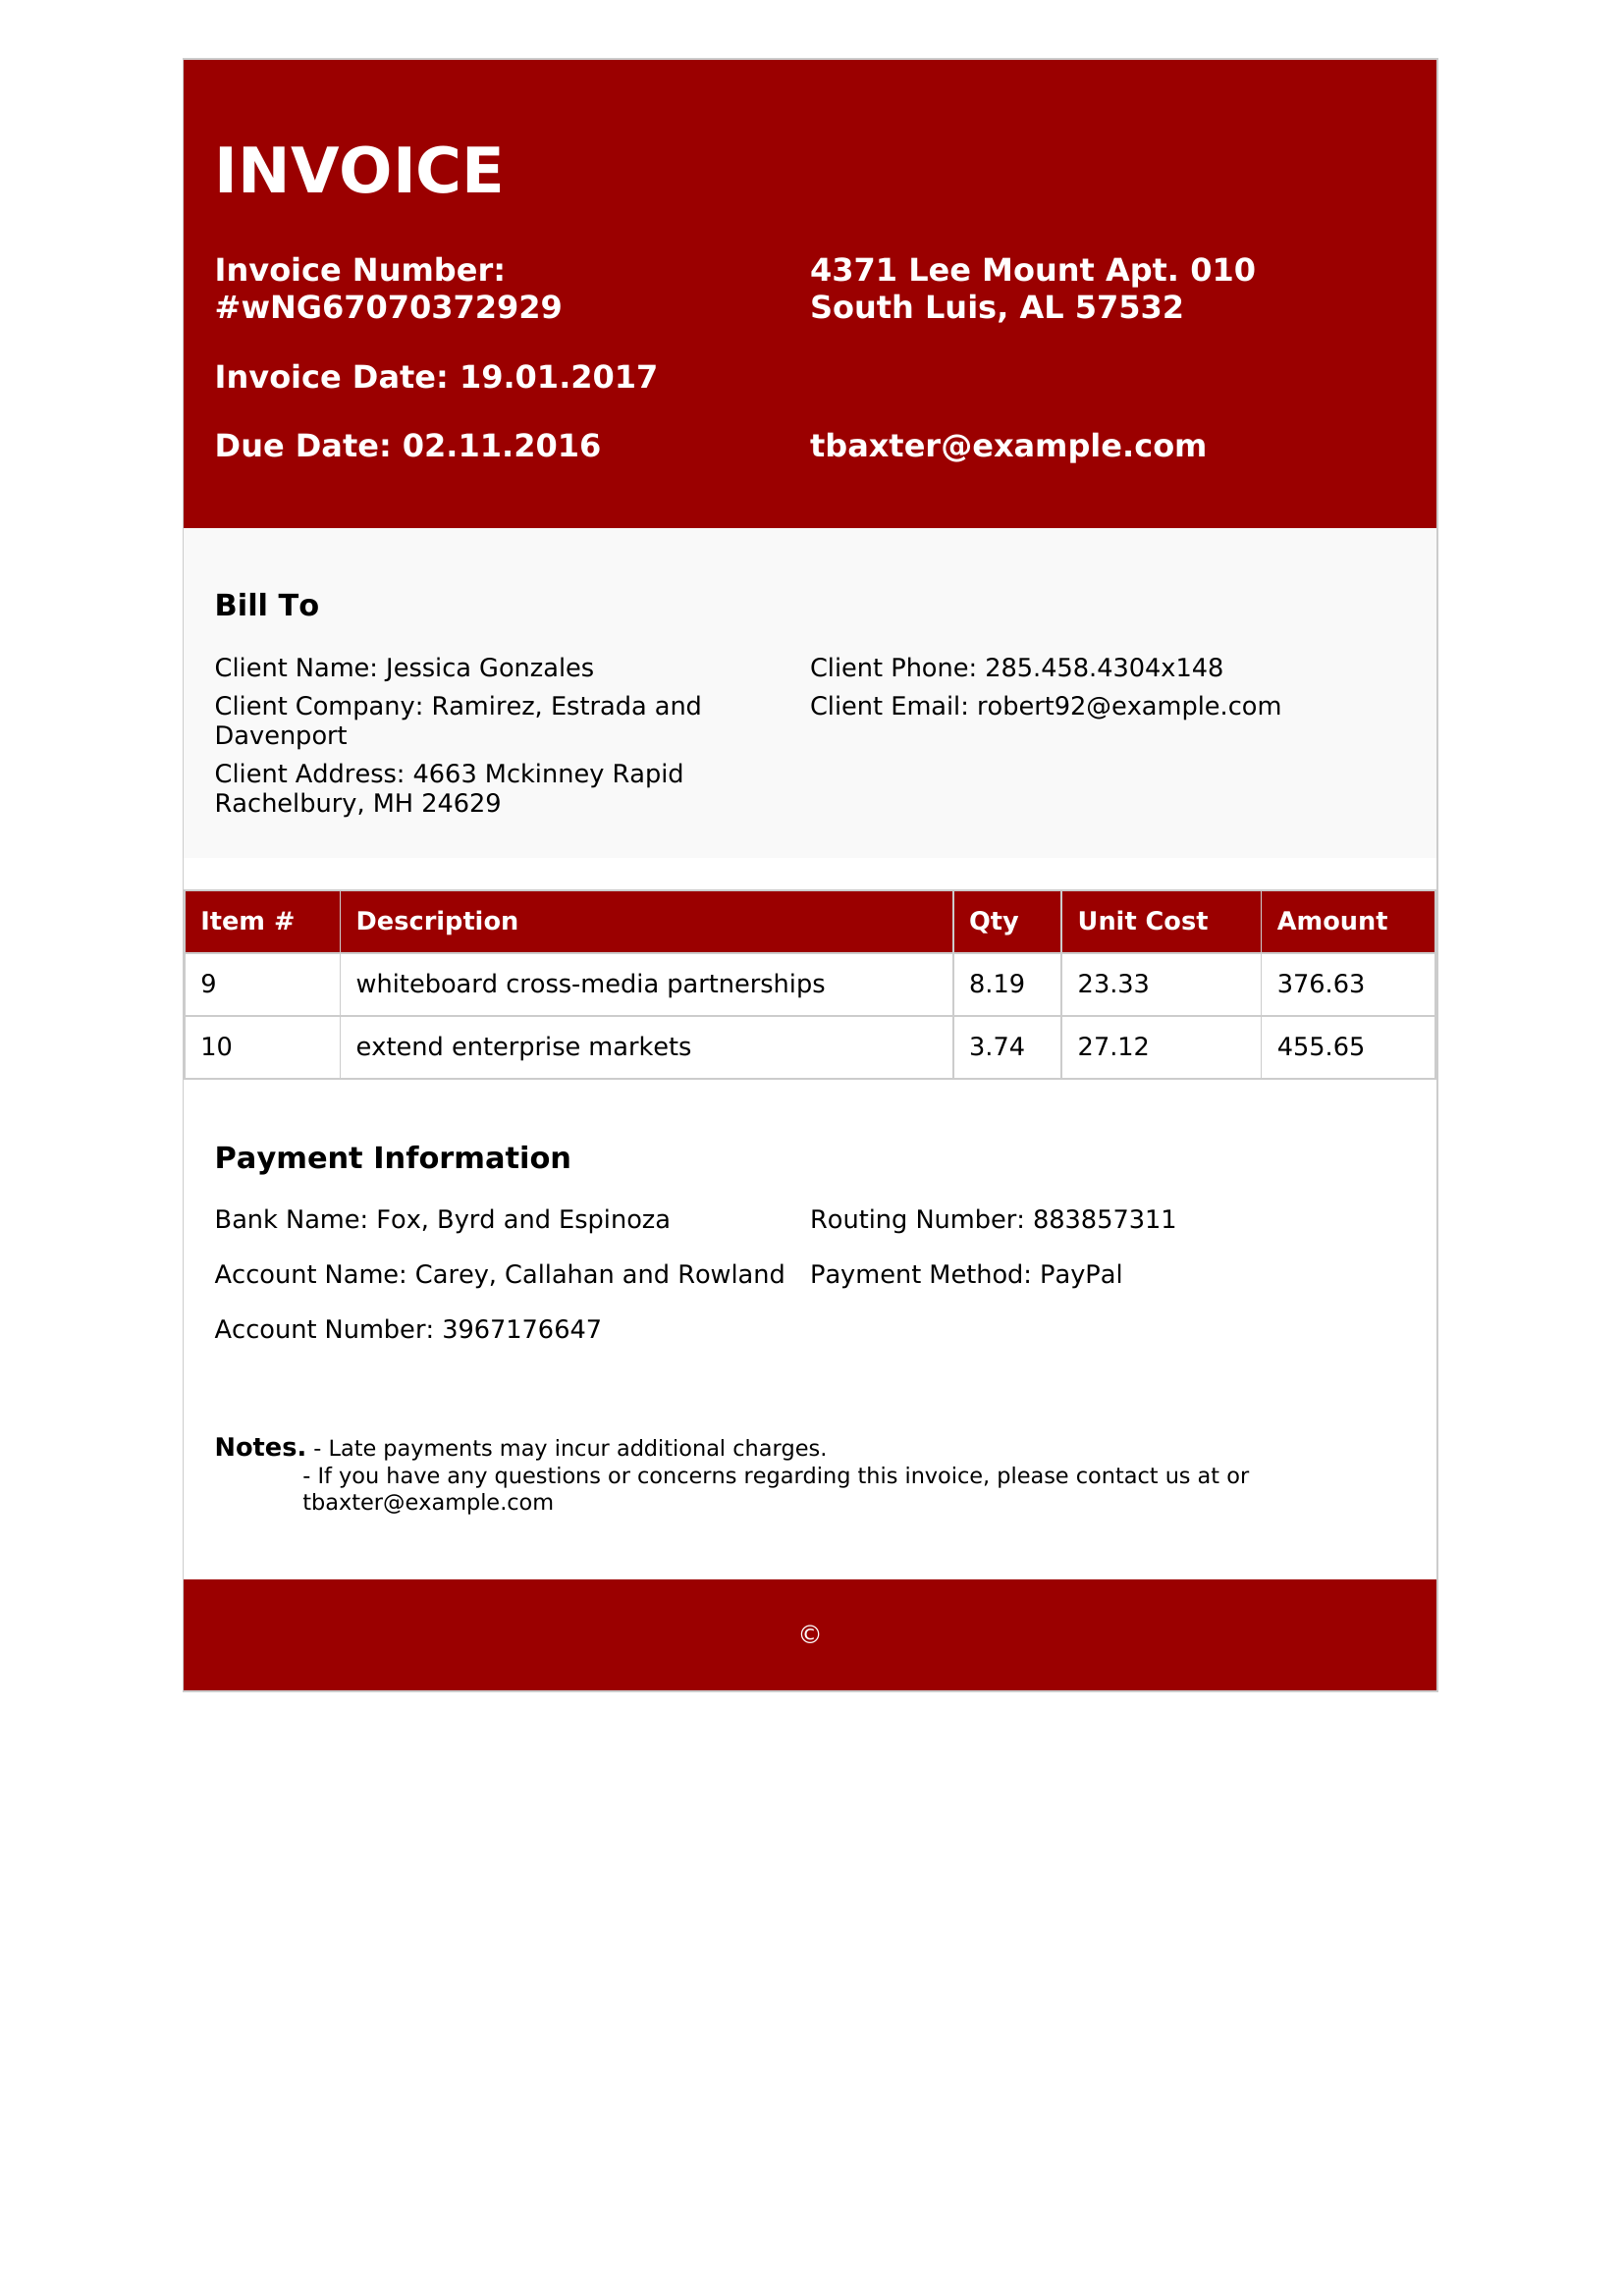 INVOICE
Invoice Number:
#wNG67070372929
4371 Lee Mount Apt. 010
South Luis, AL 57532
Invoice Date: 19.01.2017
Due Date: 02.11.2016
tbaxter@example.com
Bill To
Client Name: Jessica Gonzales
Client Phone: 285.458.4304x148
Client Company: Ramirez, Estrada and
Davenport
Client Email: robert92@example.com
Client Address: 4663 Mckinney Rapid
Rachelbury, MH 24629
Item # Description Qty Unit Cost Amount
9 whiteboard cross-media partnerships 8.19 23.33 376.63
10 extend enterprise markets 3.74 27.12 455.65
Payment Information
Bank Name: Fox, Byrd and Espinoza
Routing Number: 883857311
Account Name: Carey, Callahan and Rowland
Payment Method: PayPal
Account Number: 3967176647
Notes. - Late payments may incur additional charges.
- If you have any questions or concerns regarding this invoice, please contact us at or
tbaxter@example.com
©